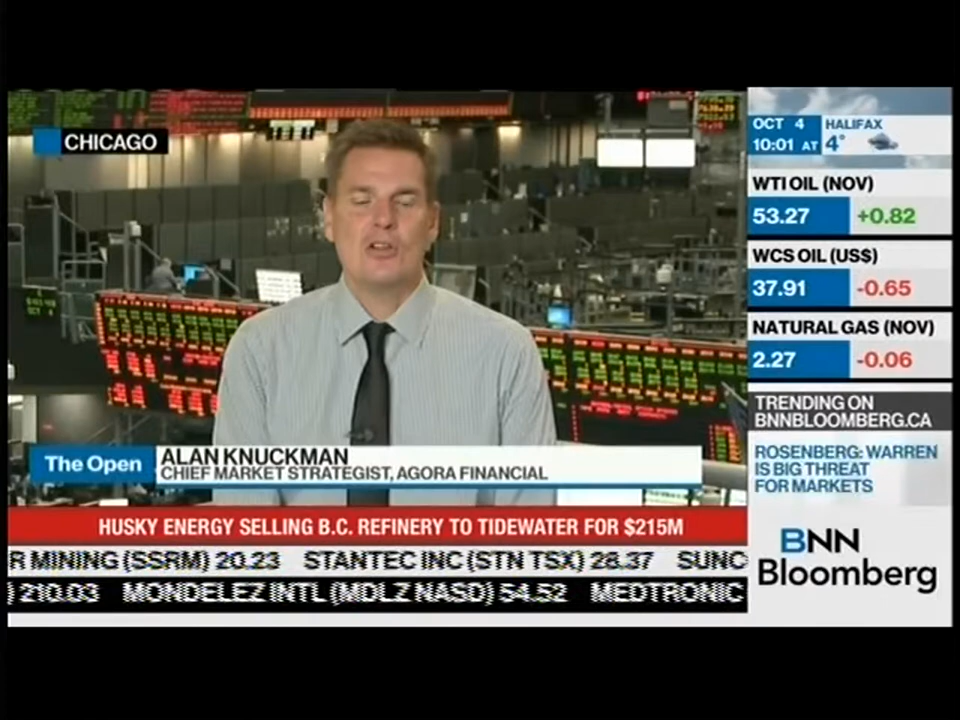 CHICAGO
OCT 4
10:01 AT
HALIFAX
4°
WTI OIL (NOV)
53.27 +0.82
WCS OIL (US$)
37.91 -0.65
NATURAL GAS (NOV)
2.27 -0.06
TRENDING ON
BNNBLOOMBERG.CA
ROSENBERG: WARREN
IS BIG THREAT
FOR MARKETS
BNN
Bloomberg
The Open
ALAN KNUCKMAN
CHIEF MARKET STRATEGIST, AGORA FINANCIAL
HUSKY ENERGY SELLING B.C. REFINERY TO TIDEWATER FOR $215M
R MINING (SSRM) 20.23 STANTEC INC (STN TSX) 28.37 SUNC
) 210.03 MONDELEZ INTL (MDLZ NASD) 54.52 MEDTRONIC